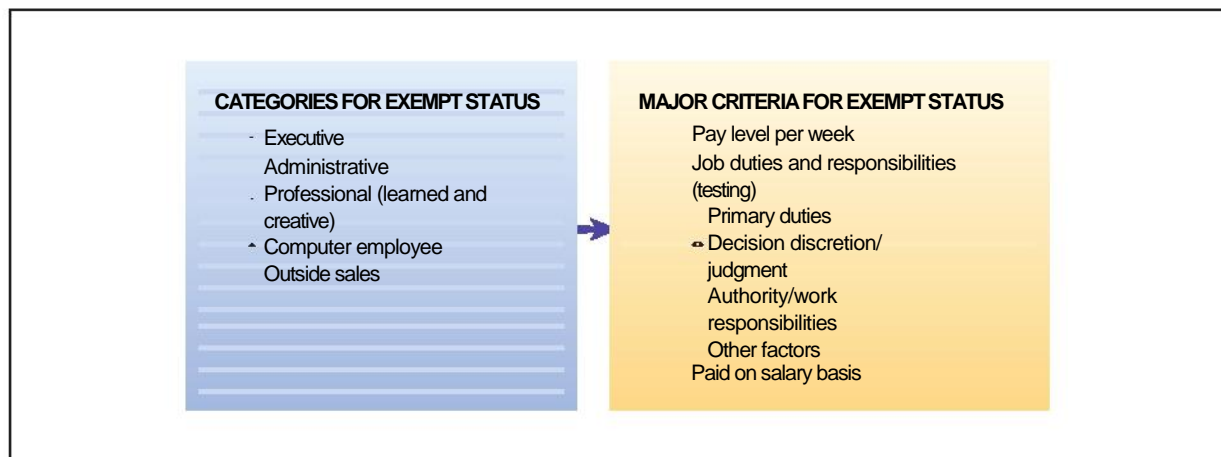 CATEGORIES FOR EXEMPT STATUS
Executive
Administrative
Professional (learned and
creative)
Computer employee
Outside sales
MAJOR CRITERIA FOR EXEMPT STATUS
Pay level per week
Job duties and responsibilities
(testing)
Primary duties
Decision discretion/
judgment
Authority/work
responsibilities
Other factors
Paid on salary basis